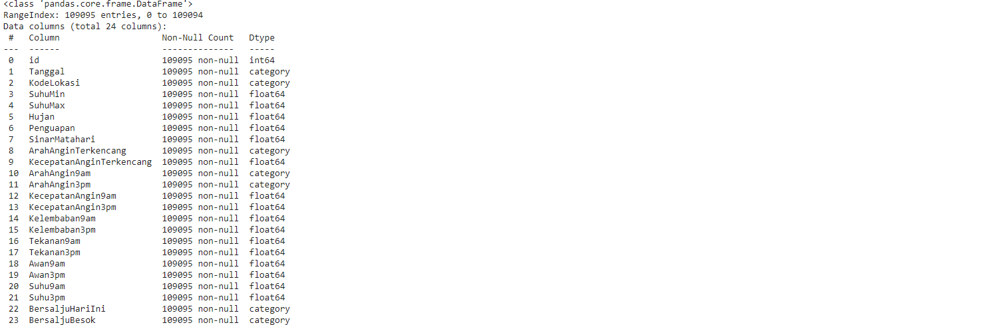 <class 'pandas.core.frame.DataFrame'>
RangeIndex: 109095 entries, 0 to 109094
Data columns (total 24 columns):
 #   Column                    Non-Null Count   Dtype
---  ------                    --------------   -----
 0   id                        109095 non-null  int64
 1   Tanggal                   109095 non-null  category
 2   KodeLokasi                109095 non-null  category
 3   SuhuMin                   109095 non-null  float64
 4   SuhuMax                   109095 non-null  float64
 5   Hujan                     109095 non-null  float64
 6   Penguapan                 109095 non-null  float64
 7   SinarMatahari             109095 non-null  float64
 8   ArahAnginTerkencang       109095 non-null  category
 9   KecepatanAnginTerkencang  109095 non-null  float64
 10  ArahAngin9am              109095 non-null  category
 11  ArahAngin3pm              109095 non-null  category
 12  KecepatanAngin9am         109095 non-null  float64
 13  KecepatanAngin3pm         109095 non-null  float64
 14  Kelembaban9am             109095 non-null  float64
 15  Kelembaban3pm             109095 non-null  float64
 16  Tekanan9am                109095 non-null  float64
 17  Tekanan3pm                109095 non-null  float64
 18  Awan9am                   109095 non-null  float64
 19  Awan3pm                   109095 non-null  float64
 20  Suhu9am                   109095 non-null  float64
 21  Suhu3pm                   109095 non-null  float64
 22  BersaljuHariIni           109095 non-null  category
 23  BersaljuBesok             109095 non-null  category